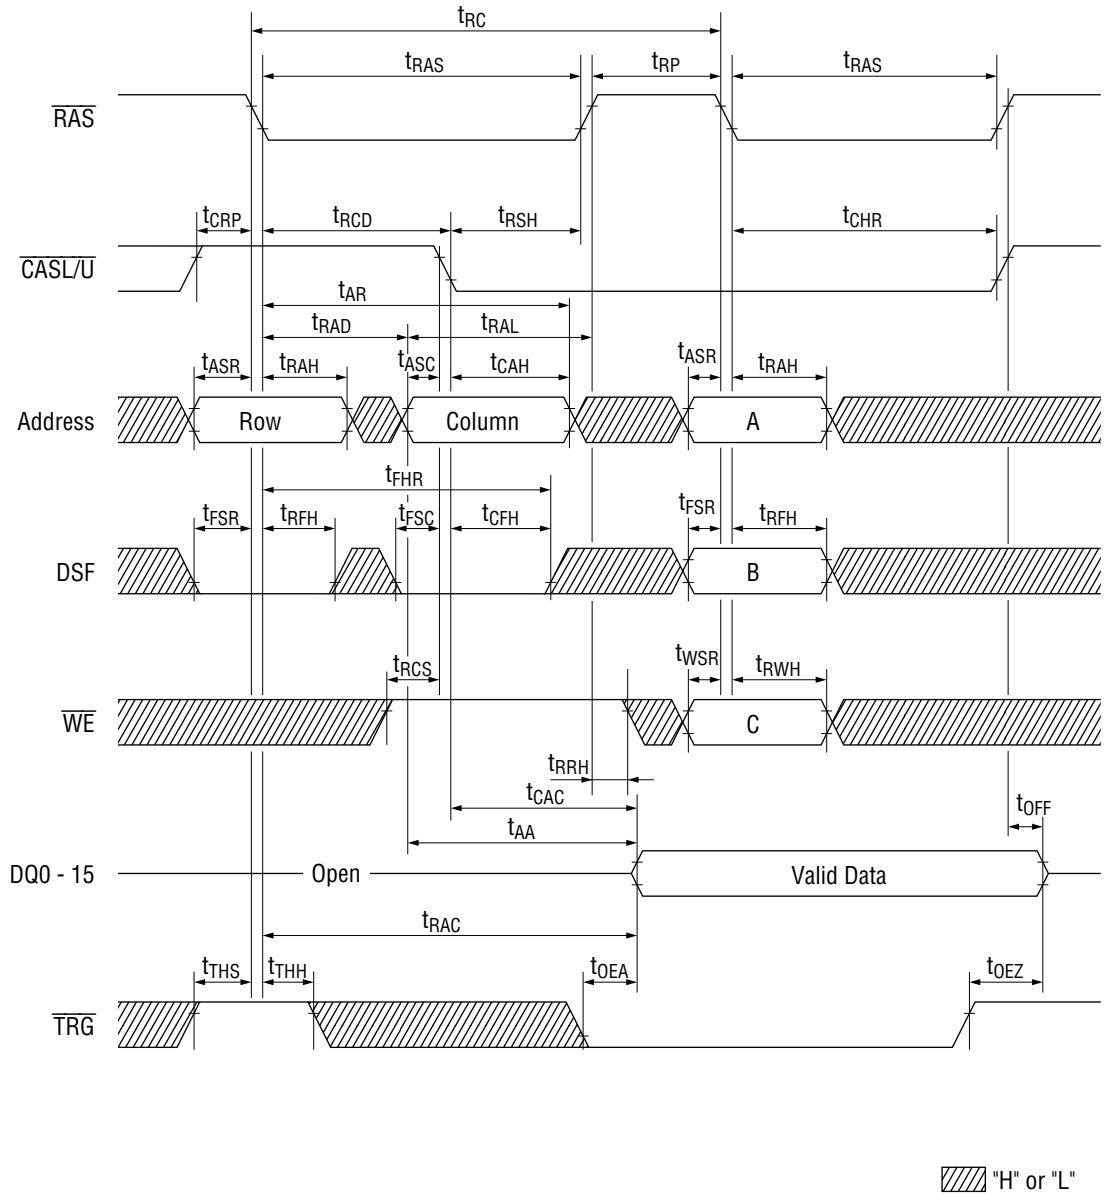 tRC
tRAS tRP tRAS
RAS
tCRP tRCD tRSH tCHR
CASL/U
tAR
tRAD tRAL
tASR tRAH tASC tCAH tASR tRAH
Address Row Column A
tFHR
tFSR tRFH tFSC tCFH tFSR tRFH
DSF B
tRCS tWSR tRWH
WE C
tRRH
tCAC
tOFF
tAA
DQ0 - 15 Open Valid Data
tRAC
tTHS tTHH tOEA tOEZ
TRG
"H" or "L"